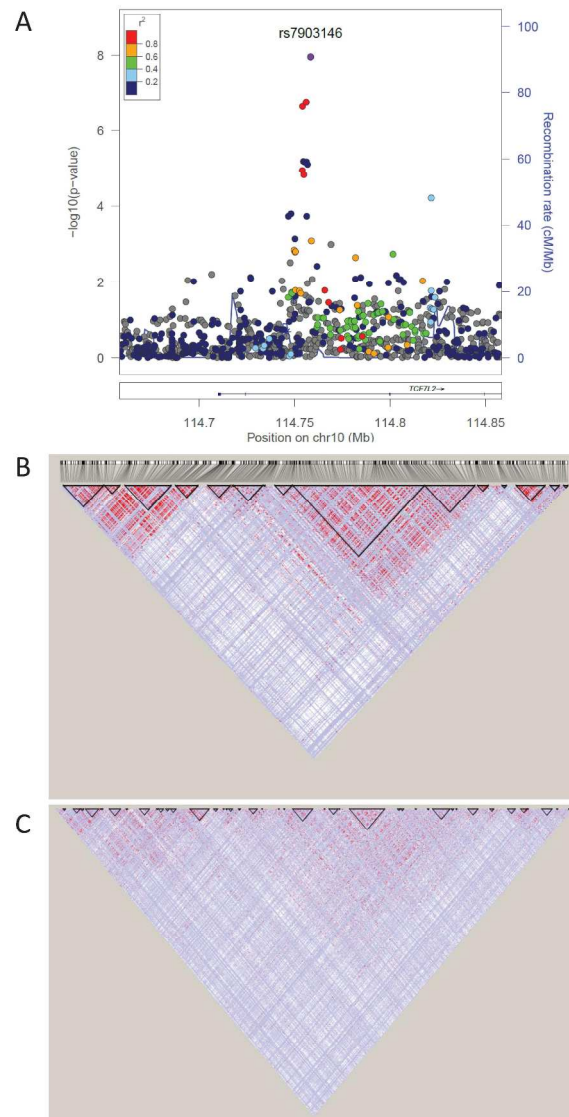 A
r²
0.8
0.6
0.4
0.2
rs7903146
8
6
4
2
0
−log10(p−value)
100
80
60
40
20
0
Recombination rate (cM/Mb)
TCF7L2→
114.7
114.75
114.8
114.85
Position on chr10 (Mb)
B
C